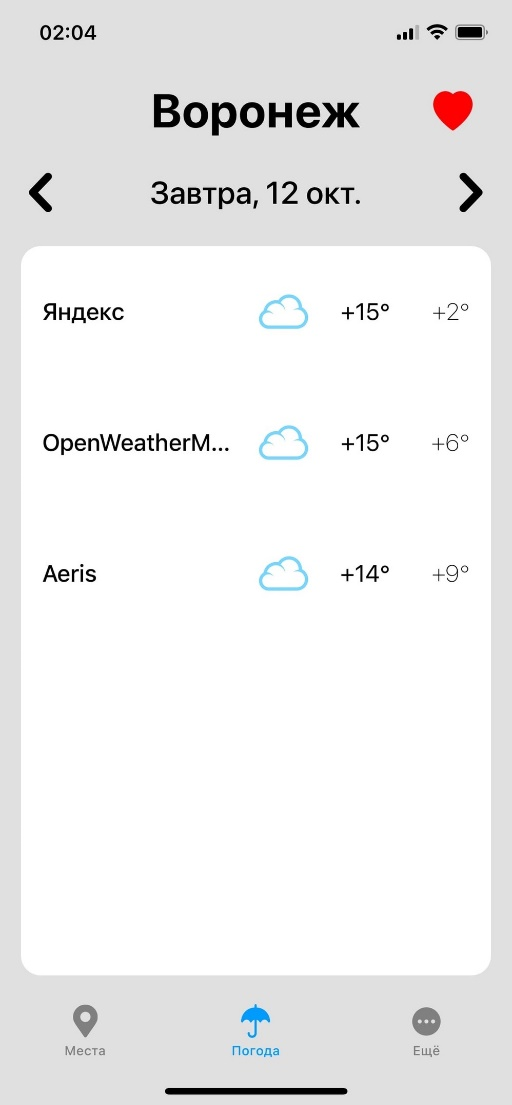 02:04
Воронеж
Завтра, 12 окт.
Яндекс +15° +2°
OpenWeatherM... +15° +6°
Aeris +14° +9°
Места Погода Ещё